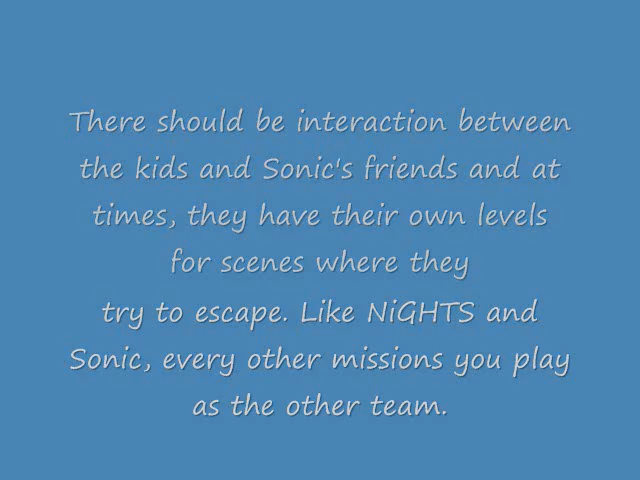 There should be interaction between
the kids and Sonic's friends and at
times, they have their own levels
for scenes where they
try to escape. Like NiGHTS and
Sonic, every other missions you play
as the other team.